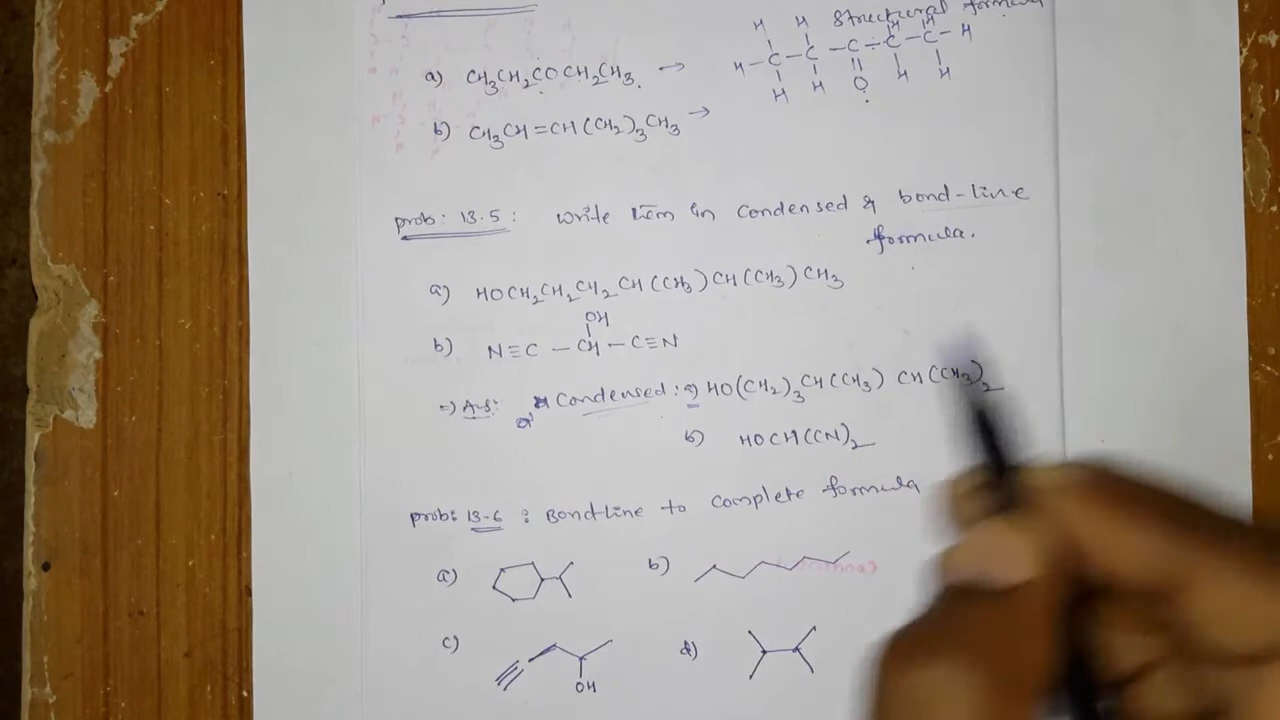 Structural formula
a) CH₃CH₂COCH₂CH₃. →
H H H H
H - C - C - C - C - C - H
H H O H H
b) CH₃CH=CH(CH₂)₃CH₃ →
prob: 13.5: write them in condensed & bond-line
formula.
a) HOCH₂CH₂CH₂CH(CH₃)CH(CH₃)CH₃
OH
b) N≡C - CH - C≡N
=> Ans: Condensed: a) HO(CH₂)₃CH(CH₃) CH(CH₃)₂
b) HOCH(CN)₂
prob: 13-6 : Bondline to complete formula
a) b)
c) d)
OH